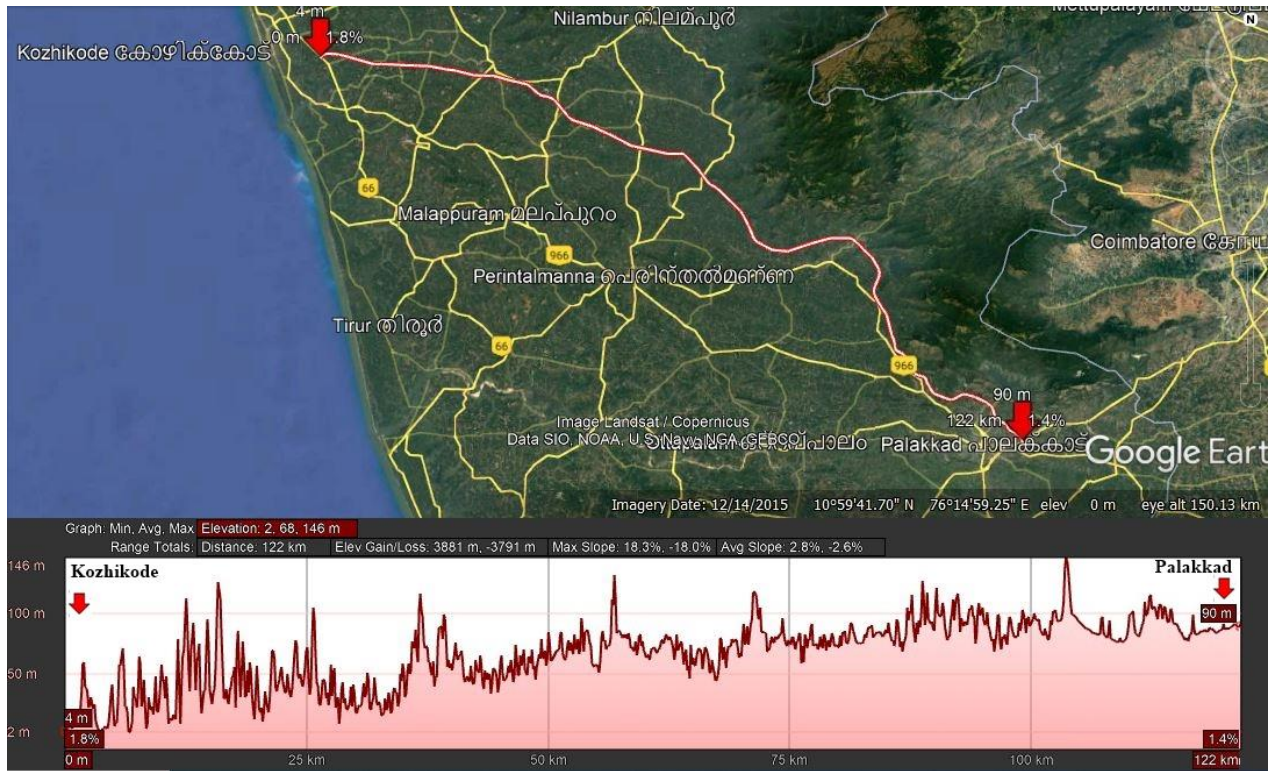 4 m
Nilambur നിലമ്പൂർ
N
0 m 1.8%
Kozhikode കോഴിക്കോട്
66
Malappuram മലപ്പുറം
966
Coimbatore
Perintalmanna പെരിന്തൽമണ്ണ
Tirur തിരൂർ
66
966
90 m
122 km 1.4%
Image Landsat / Copernicus
Data SIO, NOAA, U.S. Navy, NGA, GEBCO
Palakkad പാലക്കാട്
Google Eart
Imagery Date: 12/14/2015 10°59'41.70" N 76°14'59.25" E elev 0 m eye alt 150.13 km
Graph: Min, Avg, Max Elevation: 2, 68, 146 m
Range Totals: Distance: 122 km Elev Gain/Loss: 3881 m, -3791 m Max Slope: 18.3%, -18.0% Avg Slope: 2.8%, -2.6%
146 m
Kozhikode
Palakkad
100 m
90 m
50 m
4 m
2 m
1.8%
1.4%
0 m 25 km 50 km 75 km 100 km 122 km